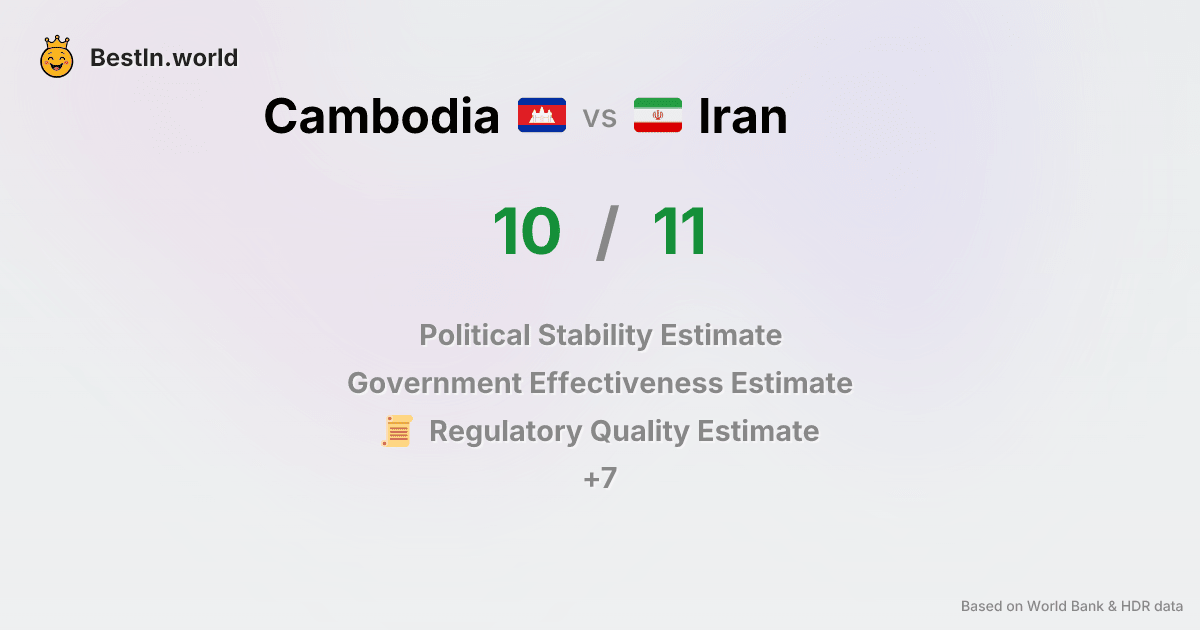 BestIn.world
Cambodia vs Iran
10 / 11
Political Stability Estimate
Government Effectiveness Estimate
Regulatory Quality Estimate
+7
Based on World Bank & HDR data